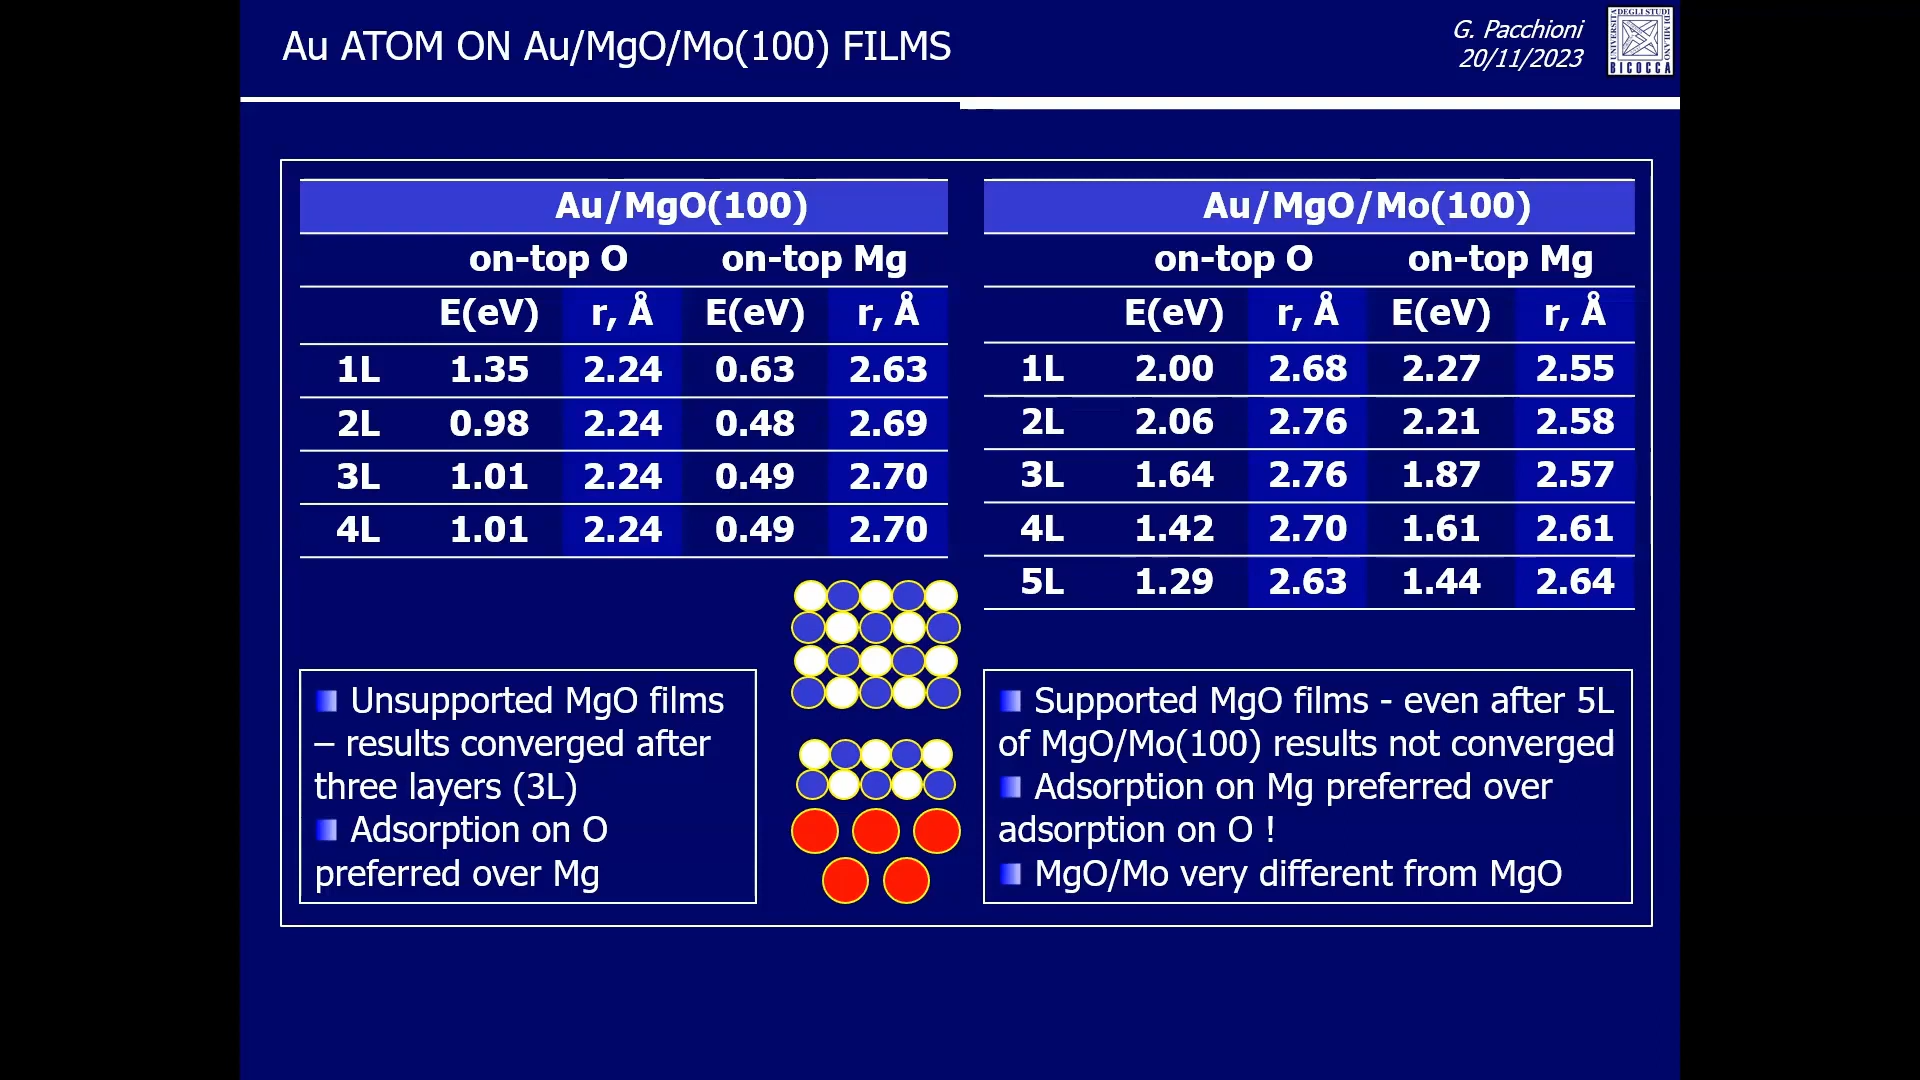 Au ATOM ON Au/MgO/Mo(100) FILMS
G. Pacchioni
20/11/2023
UNIVERSITÀ
DEGLI STUDI
DI MILANO
BICOCCA
Au/MgO(100)
on-top O on-top Mg
E(eV) r, Å E(eV) r, Å
1L 1.35 2.24 0.63 2.63
2L 0.98 2.24 0.48 2.69
3L 1.01 2.24 0.49 2.70
4L 1.01 2.24 0.49 2.70
Au/MgO/Mo(100)
on-top O on-top Mg
E(eV) r, Å E(eV) r, Å
1L 2.00 2.68 2.27 2.55
2L 2.06 2.76 2.21 2.58
3L 1.64 2.76 1.87 2.57
4L 1.42 2.70 1.61 2.61
5L 1.29 2.63 1.44 2.64
Unsupported MgO films
– results converged after
three layers (3L)
Adsorption on O
preferred over Mg
Supported MgO films - even after 5L
of MgO/Mo(100) results not converged
Adsorption on Mg preferred over
adsorption on O !
MgO/Mo very different from MgO